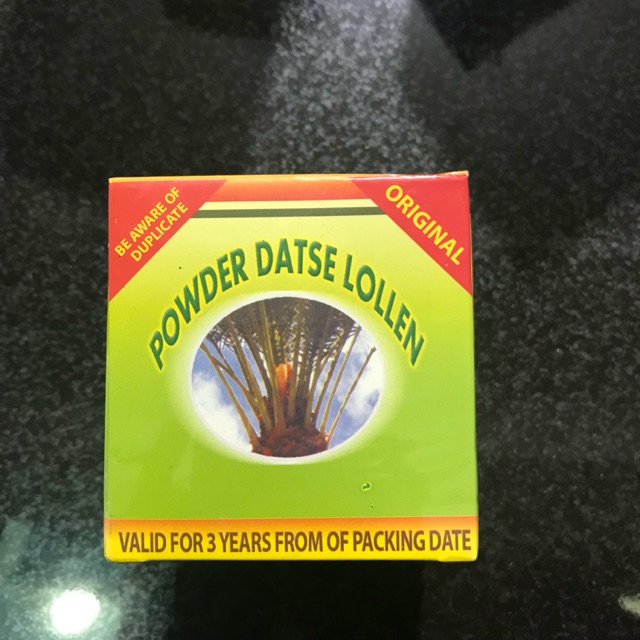 BE AWARE OF
DUPLICATE
ORIGINAL
POWDER DATSE LOLLEN
VALID FOR 3 YEARS FROM OF PACKING DATE